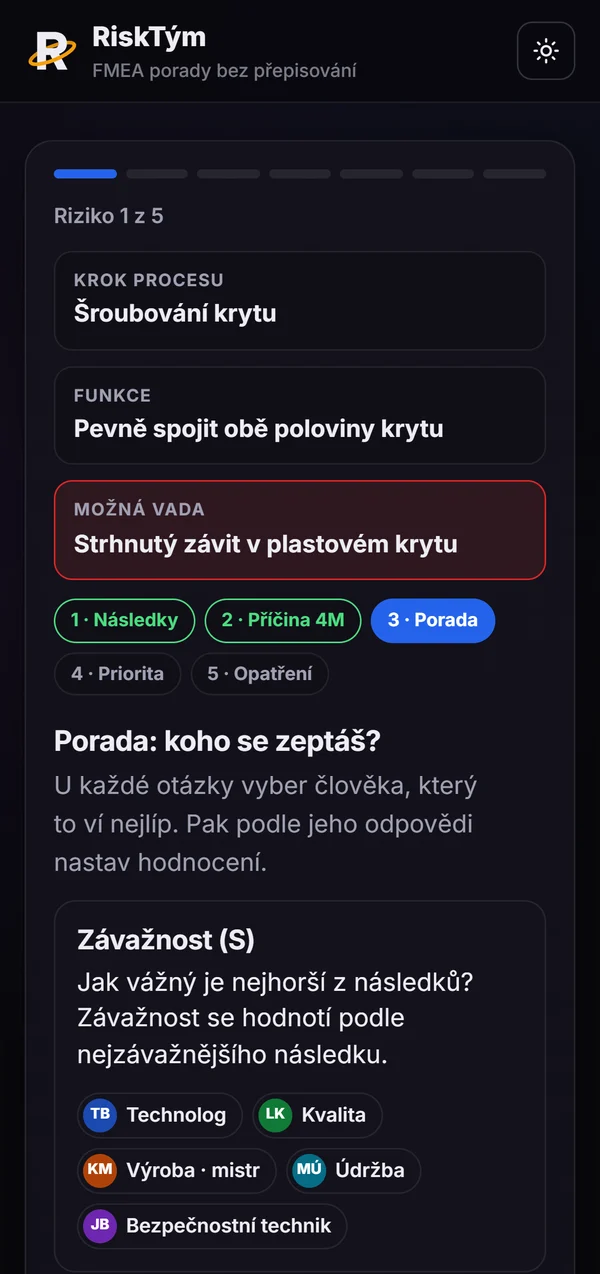 R
RiskTým
FMEA porady bez přepisování
Riziko 1 z 5
KROK PROCESU
Šroubování krytu
FUNKCE
Pevně spojit obě poloviny krytu
MOŽNÁ VADA
Strhnutý závit v plastovém krytu
1 · Následky
2 · Příčina 4M
3 · Porada
4 · Priorita
5 · Opatření
Porada: koho se zeptáš?
U každé otázky vyber člověka, který
to ví nejlíp. Pak podle jeho odpovědi
nastav hodnocení.
Závažnost (S)
Jak vážný je nejhorší z následků?
Závažnost se hodnotí podle
nejzávažnějšího následku.
TB Technolog
LK Kvalita
KM Výroba · mistr
MÚ Údržba
JB Bezpečnostní technik